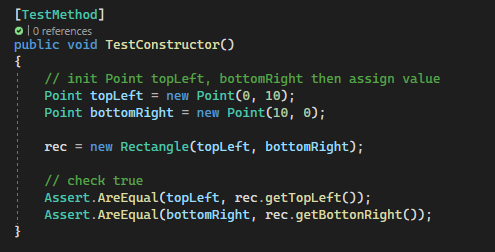 [TestMethod]
| 0 references
public void TestConstructor()
{
// init Point topLeft, bottomRight then assign value
Point topLeft = new Point(0, 10);
Point bottomRight = new Point(10, 0);
rec = new Rectangle(topLeft, bottomRight);
// check true
Assert.AreEqual(topLeft, rec.getTopLeft());
Assert.AreEqual(bottomRight, rec.getBottonRight());
}